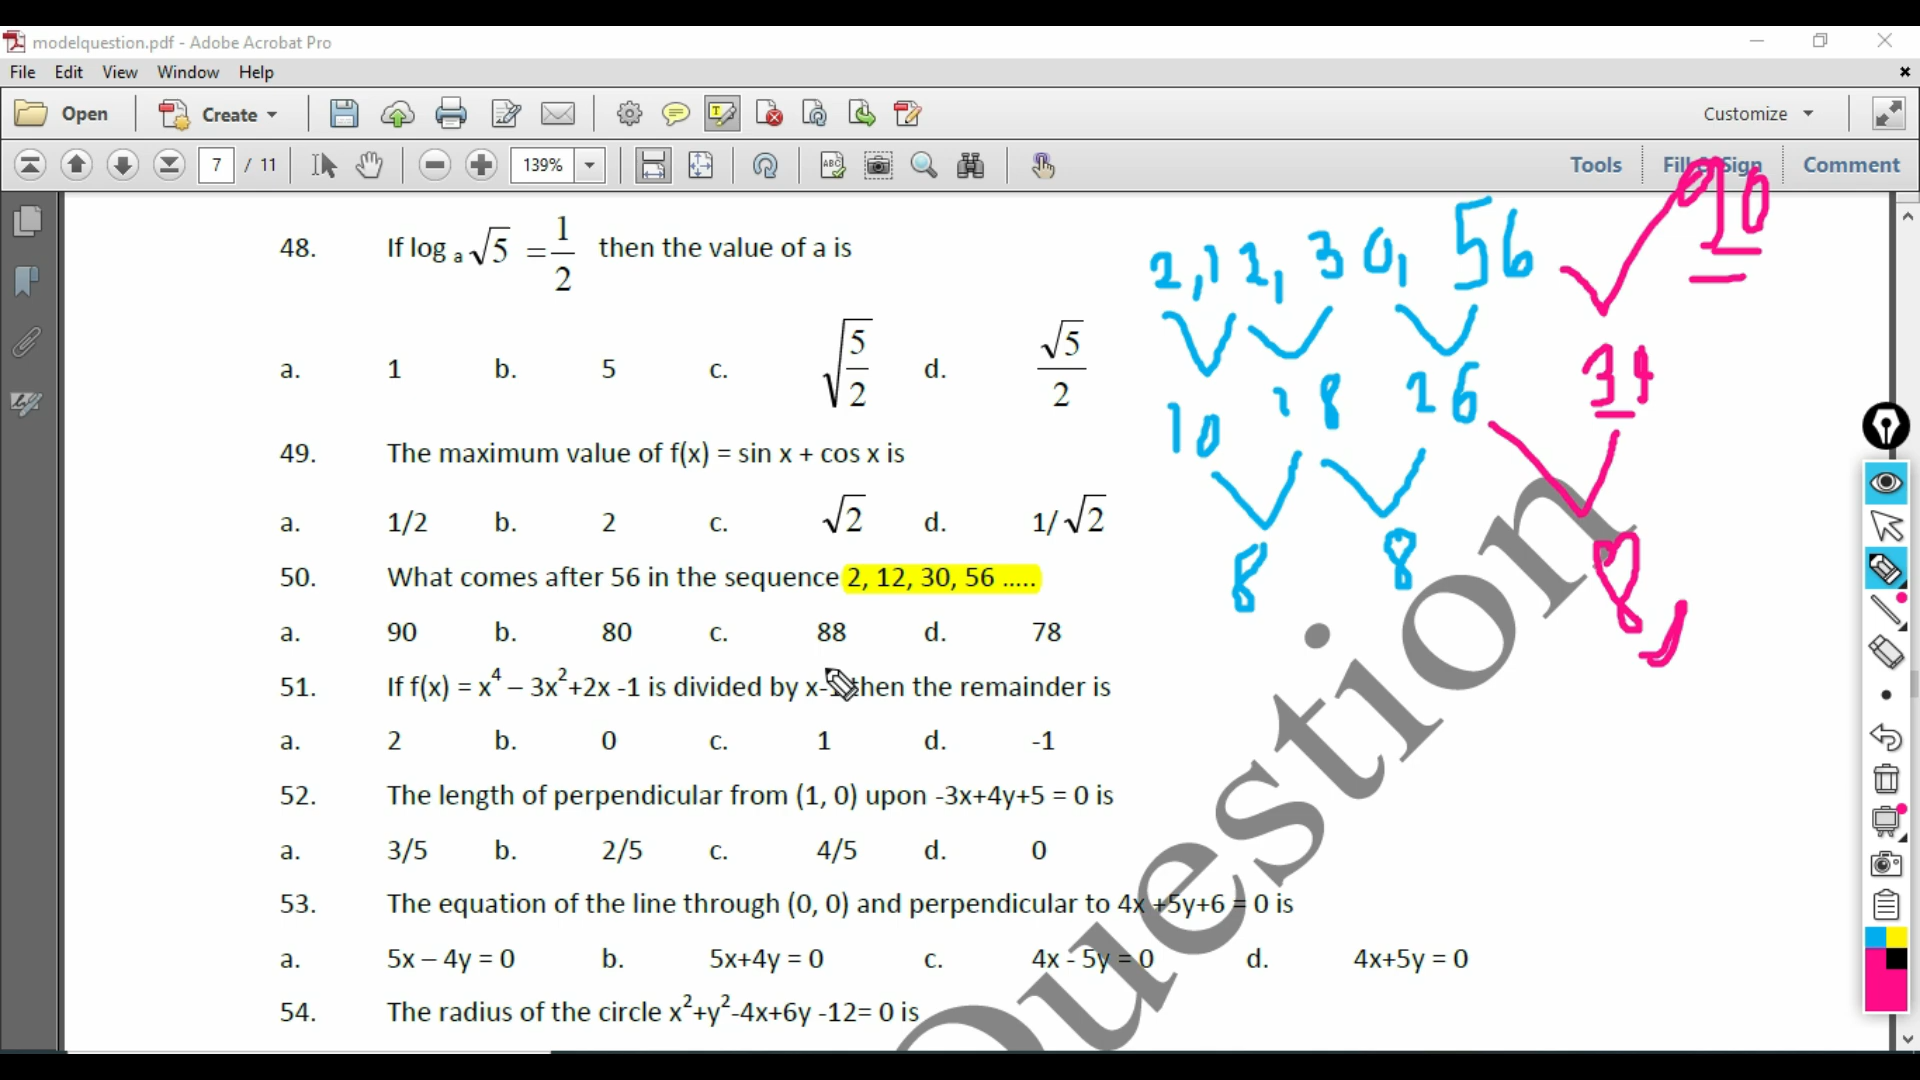 modelquestion.pdf - Adobe Acrobat Pro
File Edit View Window Help
Open Create Customize
7 / 11 139% Tools Fill & Sign Comment
48. If log a √5 = 1/2 then the value of a is
a. 1 b. 5 c. √(5/2) d. √5/2
49. The maximum value of f(x) = sin x + cos x is
a. 1/2 b. 2 c. √2 d. 1/√2
50. What comes after 56 in the sequence 2, 12, 30, 56 .....
a. 90 b. 80 c. 88 d. 78
51. If f(x) = x⁴ – 3x²+2x -1 is divided by x-1 then the remainder is
a. 2 b. 0 c. 1 d. -1
52. The length of perpendicular from (1, 0) upon -3x+4y+5 = 0 is
a. 3/5 b. 2/5 c. 4/5 d. 0
53. The equation of the line through (0, 0) and perpendicular to 4x +5y+6 = 0 is
a. 5x – 4y = 0 b. 5x+4y = 0 c. 4x - 5y = 0 d. 4x+5y = 0
54. The radius of the circle x²+y²-4x+6y -12= 0 is
2, 12, 30, 56 90
10 18 26 34
8 8 8
Question